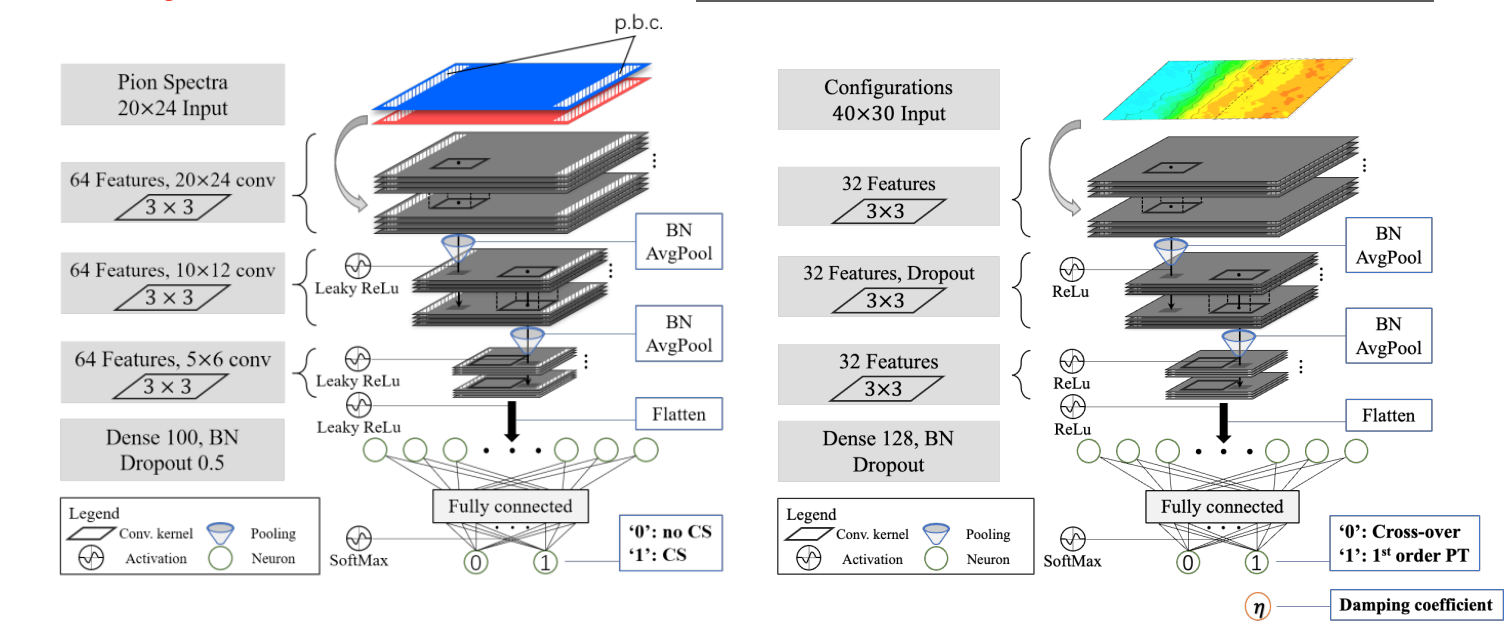 p.b.c.
Pion Spectra
20×24 Input
64 Features, 20×24 conv
3 × 3
BN
AvgPool
64 Features, 10×12 conv
3 × 3
Leaky ReLu
BN
AvgPool
64 Features, 5×6 conv
3 × 3
Leaky ReLu
Leaky ReLu
Flatten
Dense 100, BN
Dropout 0.5
Fully connected
Legend
Conv. kernel
Pooling
Activation
Neuron
SoftMax
0
1
‘0’: no CS
‘1’: CS
Configurations
40×30 Input
32 Features
3×3
BN
AvgPool
32 Features, Dropout
3×3
ReLu
BN
AvgPool
32 Features
3×3
ReLu
ReLu
Flatten
Dense 128, BN
Dropout
Fully connected
Legend
Conv. kernel
Pooling
Activation
Neuron
SoftMax
0
1
‘0’: Cross-over
‘1’: 1st order PT
η
Damping coefficient